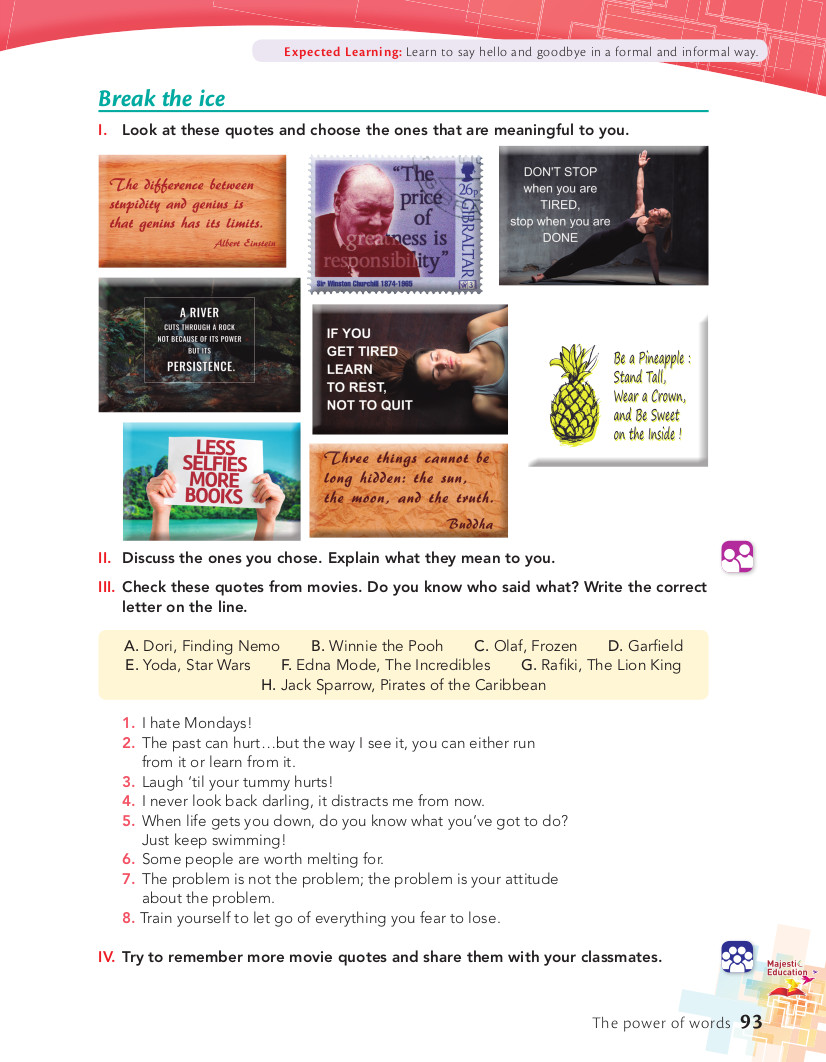 Expected Learning: Learn to say hello and goodbye in a formal and informal way.
Break the ice
I. Look at these quotes and choose the ones that are meaningful to you.
The difference between
stupidity and genius is
that genius has its limits.
Albert Einstein
"The
price
of
greatness is
responsibility"
26p
GIBRALTAR
Sir Winston Churchill 1874-1965
DON'T STOP
when you are
TIRED,
stop when you are
DONE
A RIVER
CUTS THROUGH A ROCK
NOT BECAUSE OF ITS POWER
BUT ITS
PERSISTENCE.
IF YOU
GET TIRED
LEARN
TO REST,
NOT TO QUIT
Be a Pineapple :
Stand Tall,
Wear a Crown,
and Be Sweet
on the Inside !
LESS
SELFIES
MORE
BOOKS
Three things cannot be
long hidden: the sun,
the moon, and the truth.
Buddha
II. Discuss the ones you chose. Explain what they mean to you.
III. Check these quotes from movies. Do you know who said what? Write the correct
letter on the line.
A. Dori, Finding Nemo B. Winnie the Pooh C. Olaf, Frozen D. Garfield
E. Yoda, Star Wars F. Edna Mode, The Incredibles G. Rafiki, The Lion King
H. Jack Sparrow, Pirates of the Caribbean
1. I hate Mondays!
2. The past can hurt…but the way I see it, you can either run
from it or learn from it.
3. Laugh ‘til your tummy hurts!
4. I never look back darling, it distracts me from now.
5. When life gets you down, do you know what you’ve got to do?
Just keep swimming!
6. Some people are worth melting for.
7. The problem is not the problem; the problem is your attitude
about the problem.
8. Train yourself to let go of everything you fear to lose.
IV. Try to remember more movie quotes and share them with your classmates.
Majestic
Education
The power of words 93